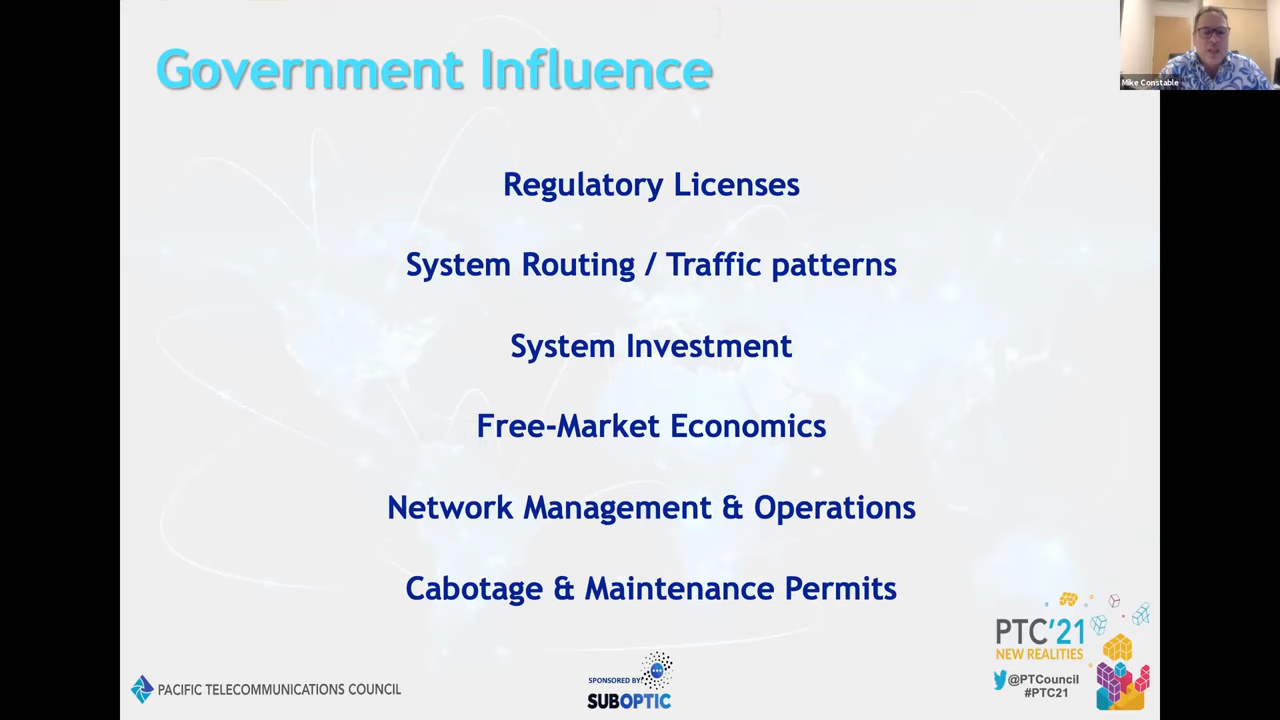 Government Influence
Mike Constable
Regulatory Licenses
System Routing / Traffic patterns
System Investment
Free-Market Economics
Network Management & Operations
Cabotage & Maintenance Permits
PTC'21
NEW REALITIES
@PTCouncil
#PTC21
PACIFIC TELECOMMUNICATIONS COUNCIL
SPONSORED BY:
SUBOPTIC